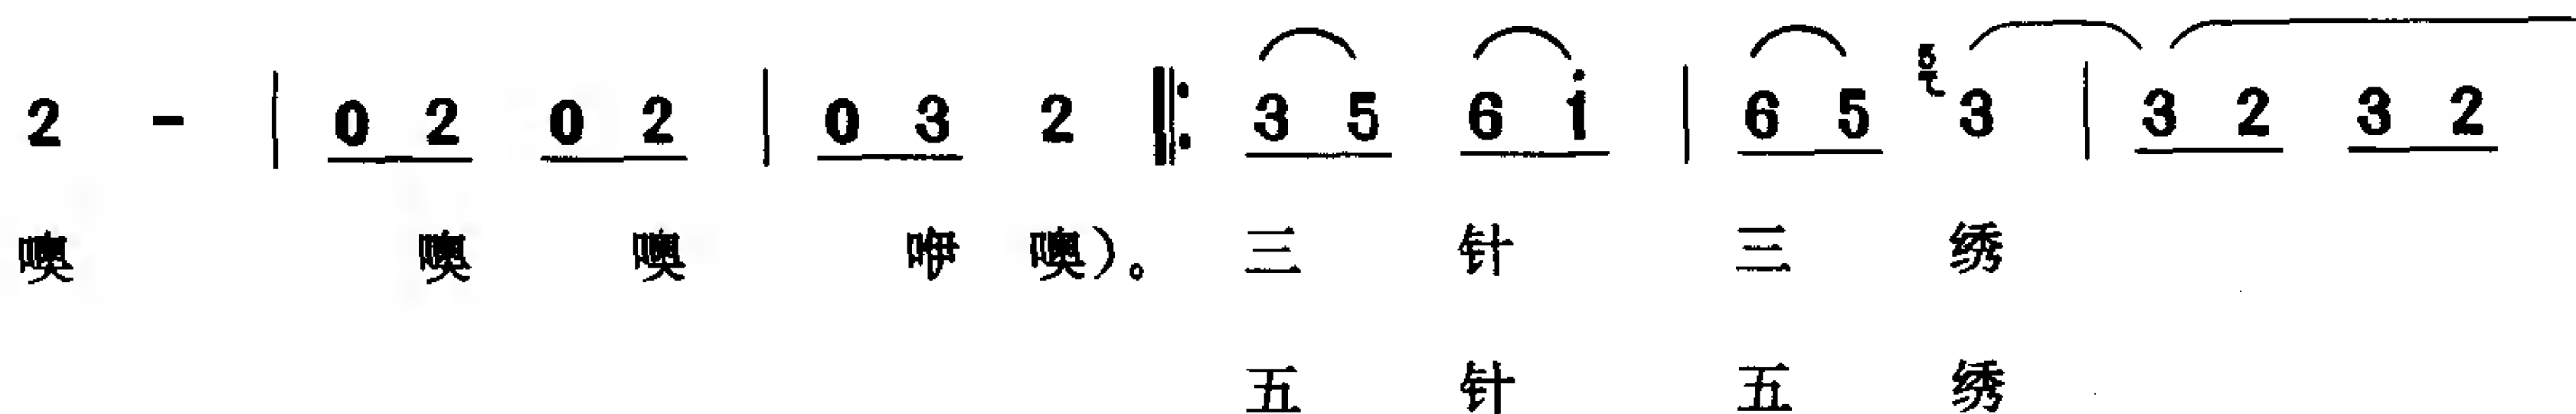 2 - | 0 2 0 2 | 0 3 2 ‖: 3 5 6 i̇ | 6 5 5 3 | 3 2 3 2
噢 噢 噢 咿 噢）。 三 针 三 绣
五 针 五 绣